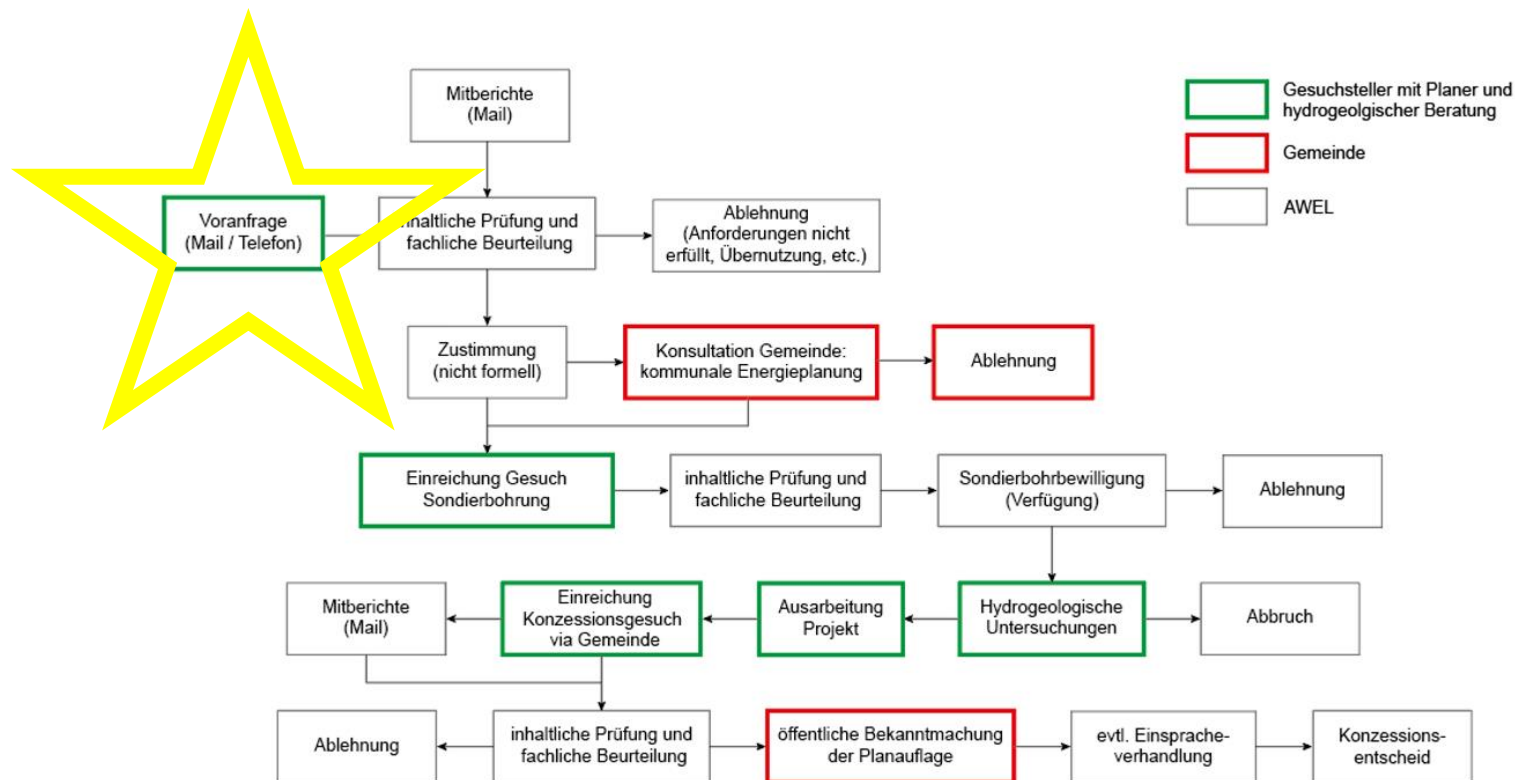 Mitberichte
(Mail)
Gesuchsteller mit Planer und
hydrogeolgischer Beratung
Gemeinde
AWEL
Voranfrage
(Mail / Telefon)
inhaltliche Prüfung und
fachliche Beurteilung
Ablehnung
(Anforderungen nicht
erfüllt, Übernutzung, etc.)
Zustimmung
(nicht formell)
Konsultation Gemeinde:
kommunale Energieplanung
Ablehnung
Einreichung Gesuch
Sondierbohrung
inhaltliche Prüfung und
fachliche Beurteilung
Sondierbohrbewilligung
(Verfügung)
Ablehnung
Mitberichte
(Mail)
Einreichung
Konzessionsgesuch
via Gemeinde
Ausarbeitung
Projekt
Hydrogeologische
Untersuchungen
Abbruch
Ablehnung
inhaltliche Prüfung und
fachliche Beurteilung
öffentliche Bekanntmachung
der Planauflage
evtl. Einsprache-
verhandlung
Konzessions-
entscheid